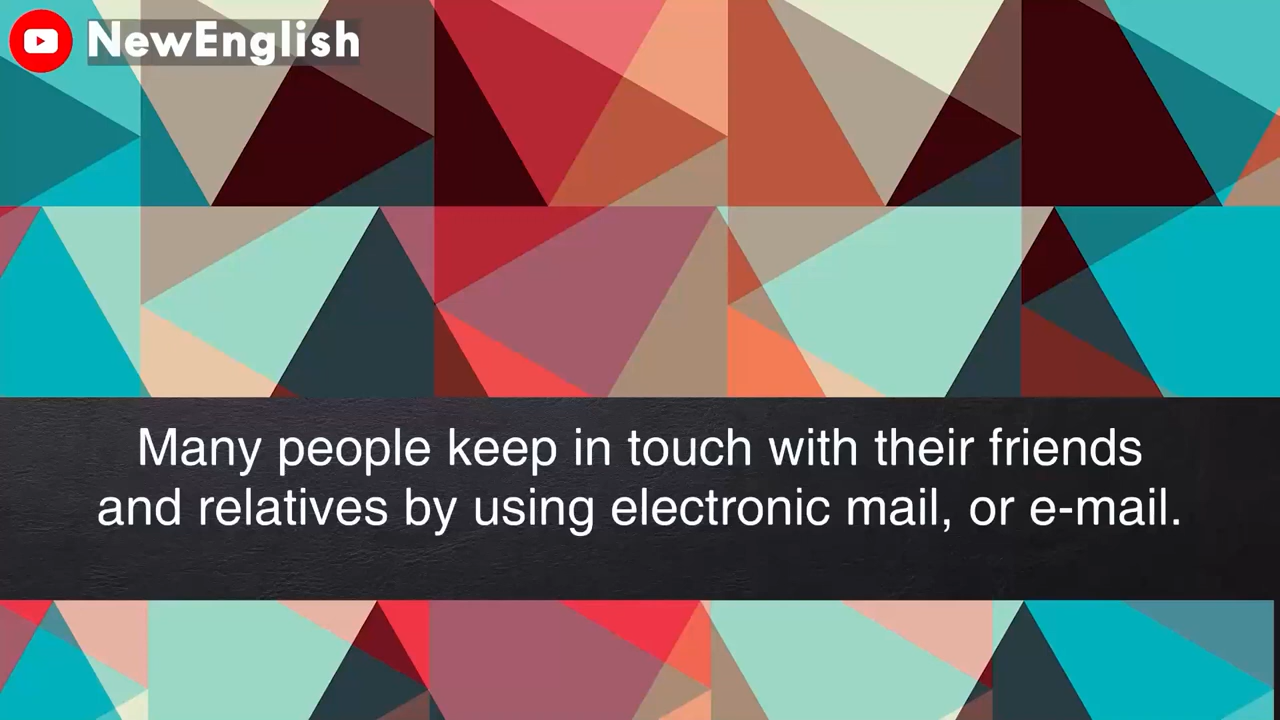 NewEnglish
Many people keep in touch with their friends
and relatives by using electronic mail, or e-mail.